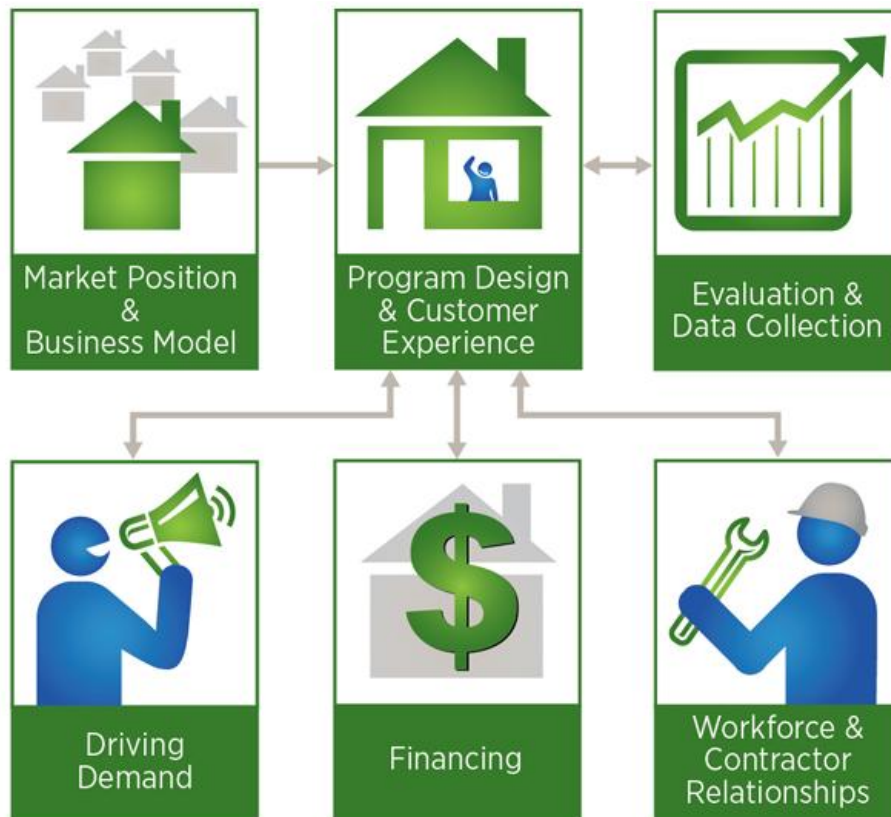 Market Position
&
Business Model
Program Design
& Customer
Experience
Evaluation &
Data Collection
Driving
Demand
$
Financing
Workforce &
Contractor
Relationships